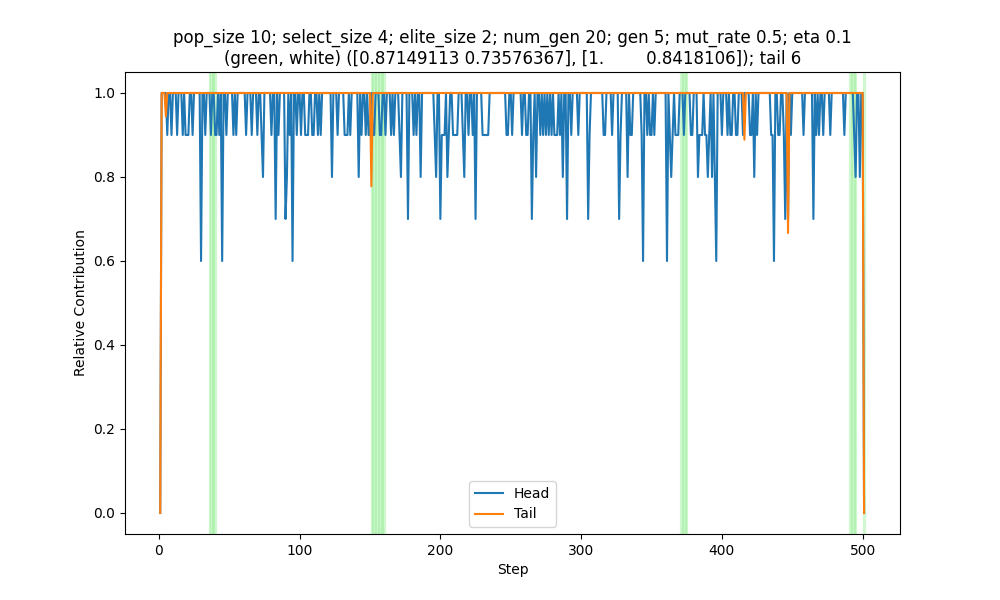 pop_size 10; select_size 4; elite_size 2; num_gen 20; gen 5; mut_rate 0.5; eta 0.1
(green, white) ([0.87149113 0.73576367], [1.         0.8418106]); tail 6
Relative Contribution
1.0
0.8
0.6
0.4
0.2
0.0
Head
Tail
0
100
200
300
400
500
Step